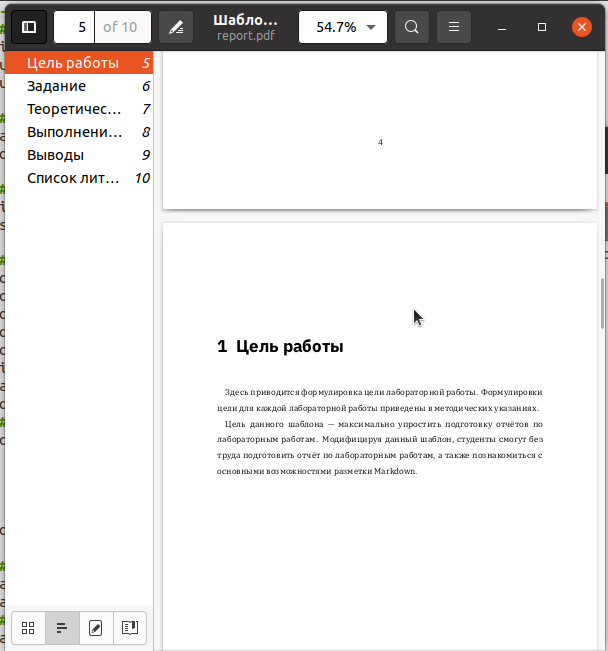 5 of 10
Шабло...
report.pdf
54.7%
Цель работы 5
Задание 6
Теоретичес... 7
Выполнени... 8
Выводы 9
Список лит... 10
4
1 Цель работы
Здесь приводится формулировка цели лабораторной работы. Формулировки
цели для каждой лабораторной работы приведены в методических указаниях.
Цель данного шаблона — максимально упростить подготовку отчётов по
лабораторным работам. Модифицируя данный шаблон, студенты смогут без
труда подготовить отчёт по лабораторным работам, а также познакомиться с
основными возможностями разметки Markdown.